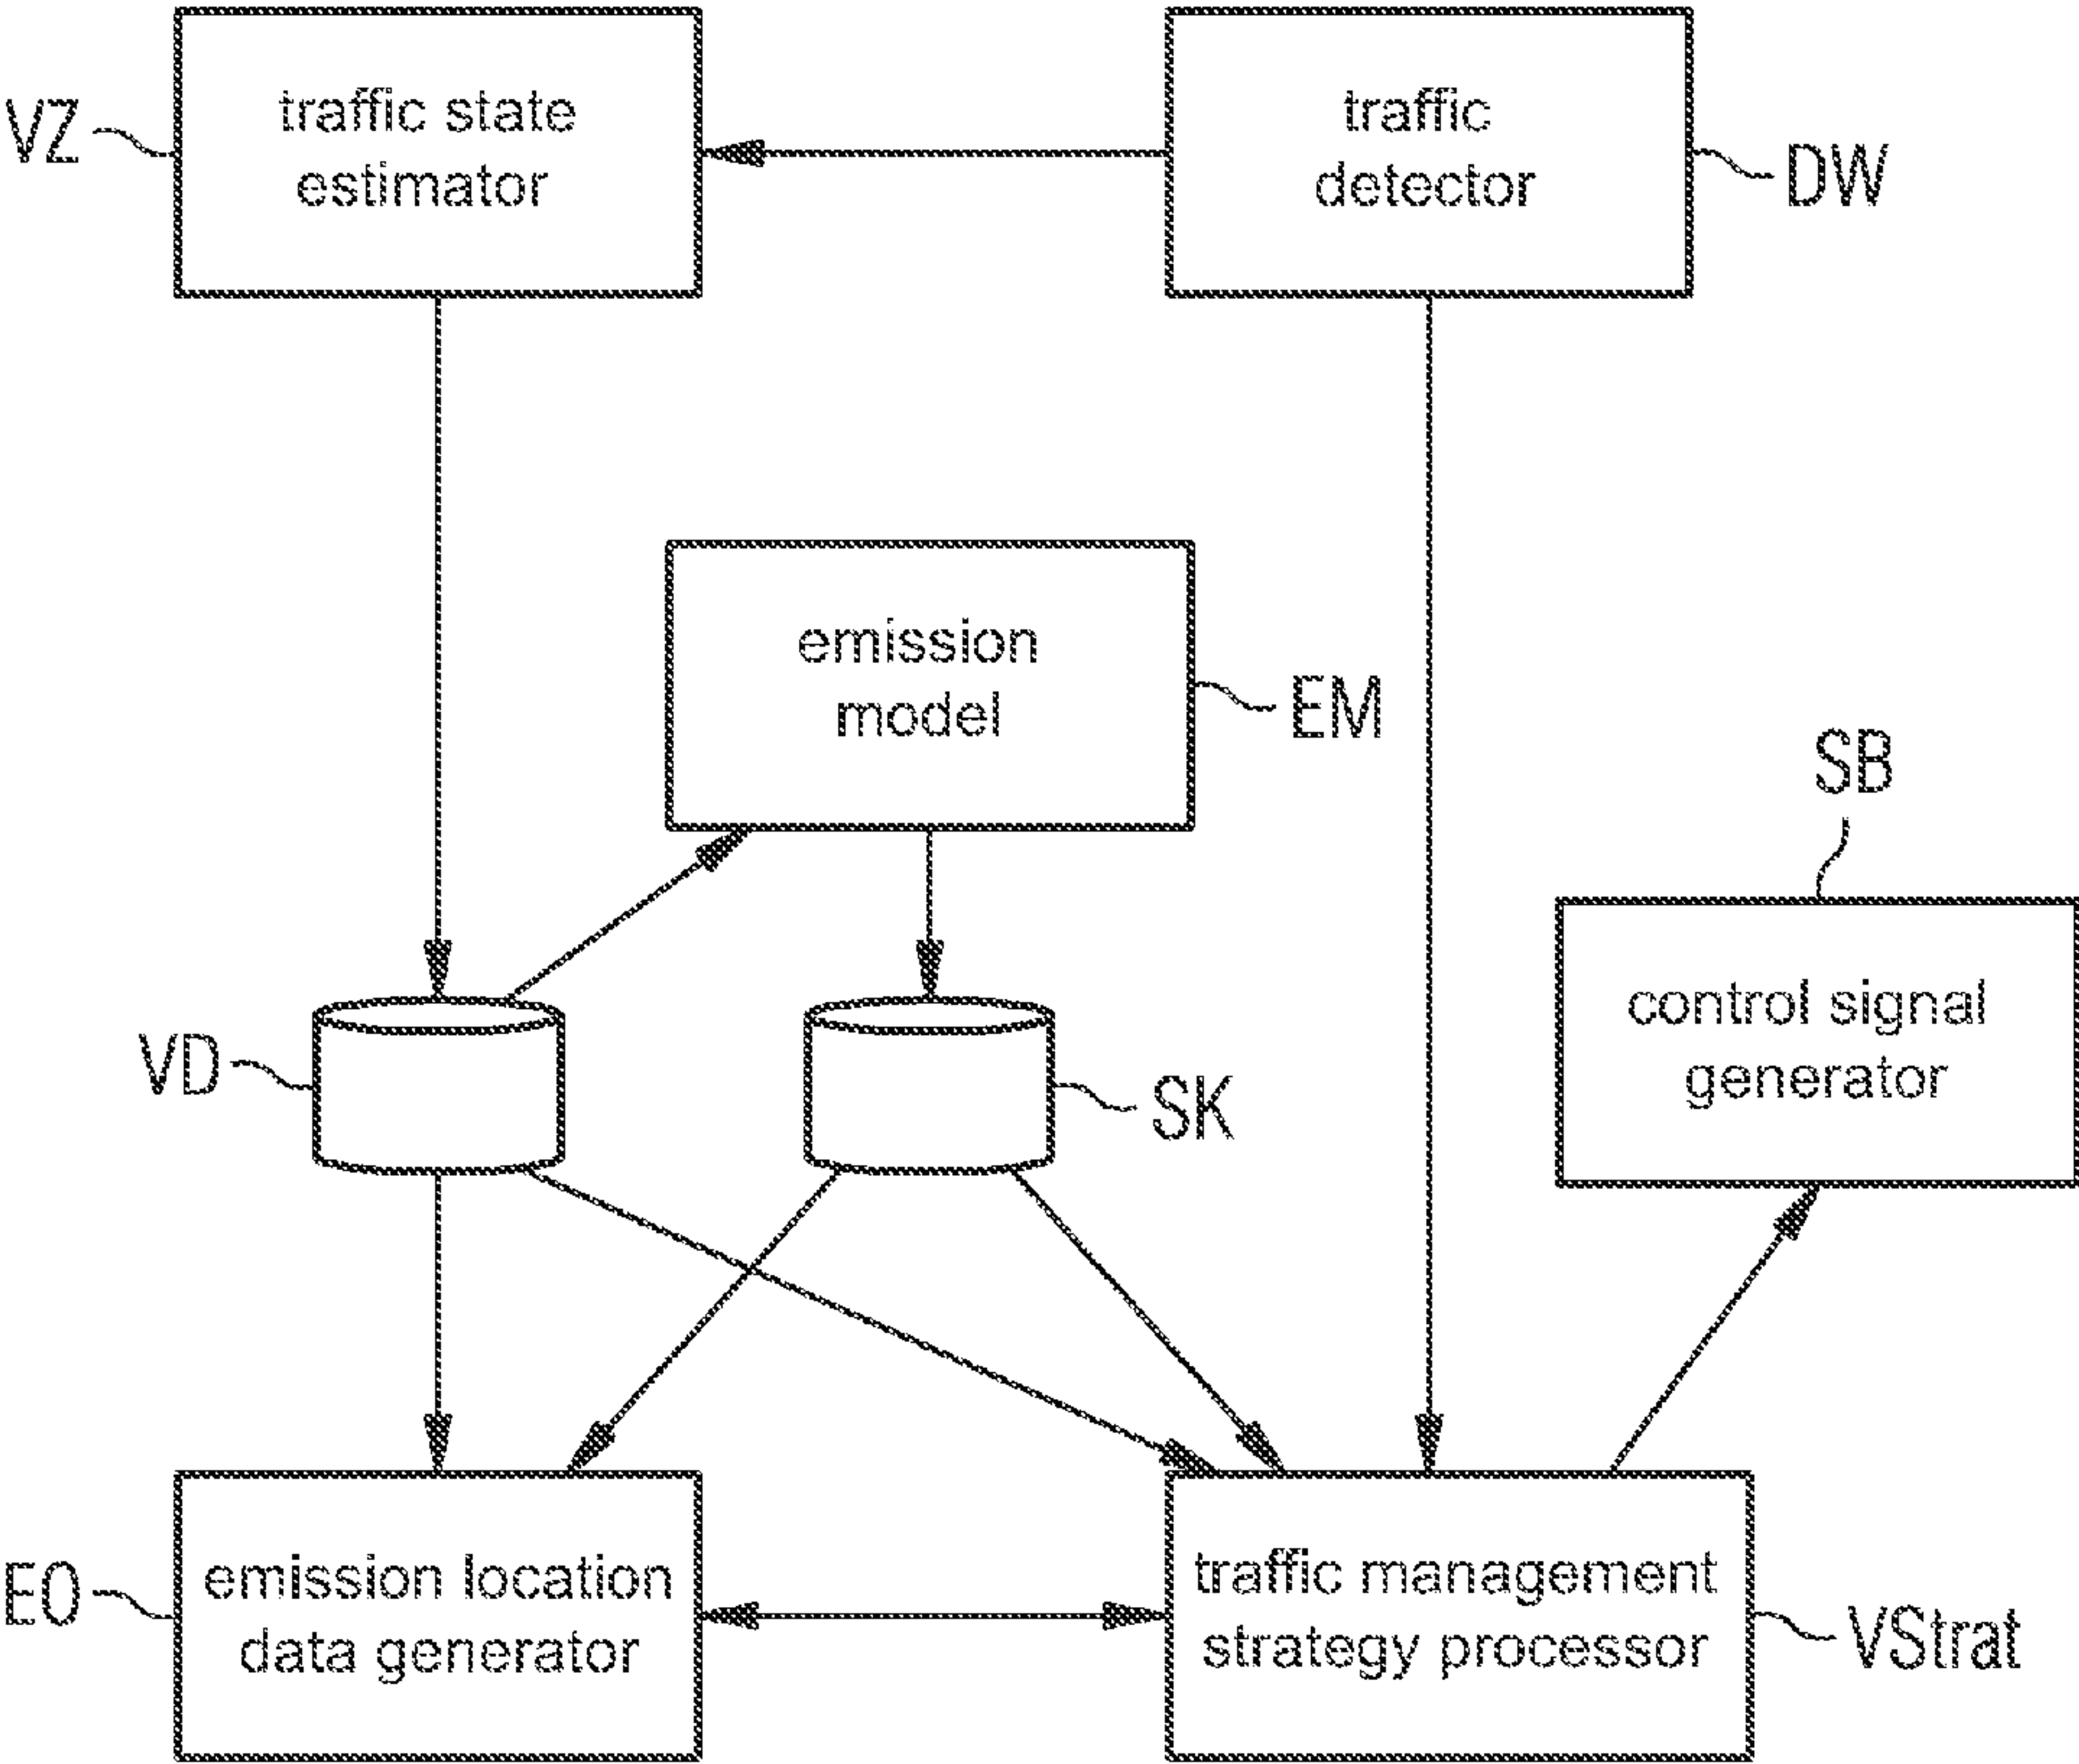 VZ
traffic state
estimator
traffic
detector
DW
emission
model
EM
SB
control signal
generator
VD
SK
EO
emission location
data generator
traffic management
strategy processor
VStrat